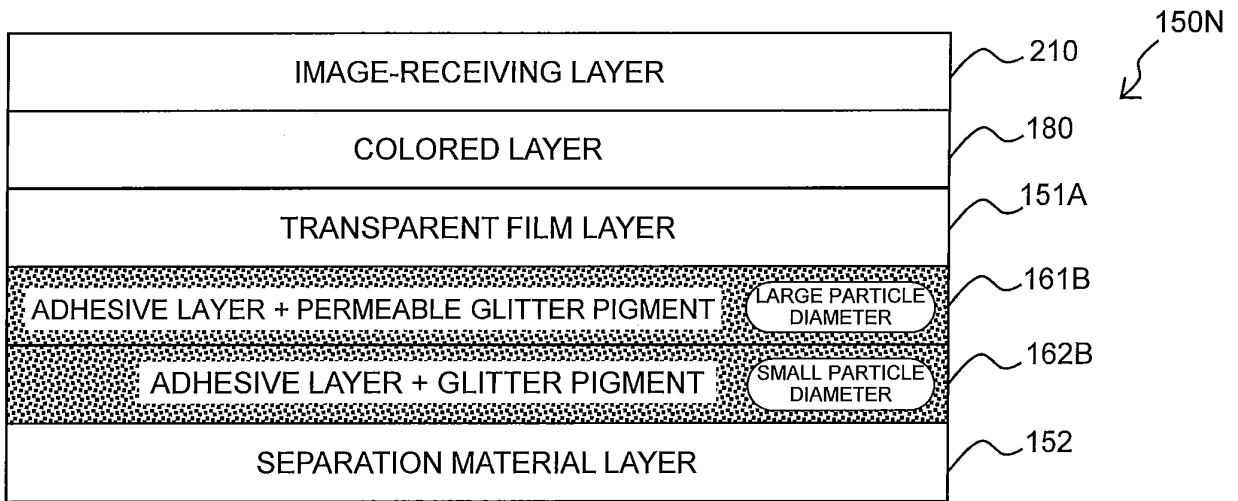 150N
IMAGE-RECEIVING LAYER
210
COLORED LAYER
180
TRANSPARENT FILM LAYER
151A
ADHESIVE LAYER + PERMEABLE GLITTER PIGMENT
LARGE PARTICLE
DIAMETER
161B
ADHESIVE LAYER + GLITTER PIGMENT
SMALL PARTICLE
DIAMETER
162B
SEPARATION MATERIAL LAYER
152